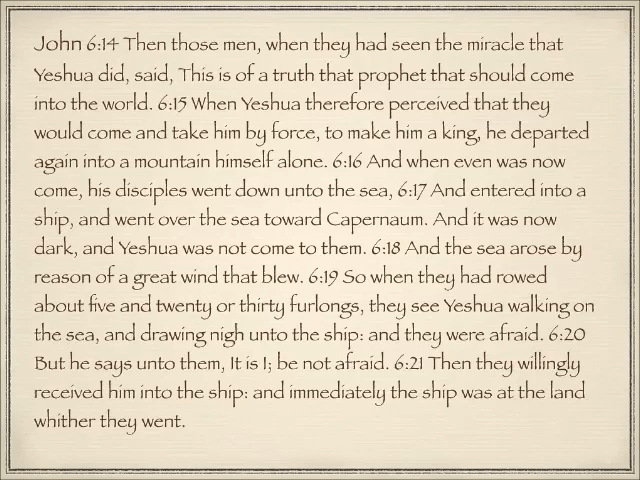 John 6:14 Then those men, when they had seen the miracle that
Yeshua did, said, This is of a truth that prophet that should come
into the world. 6:15 When Yeshua therefore perceived that they
would come and take him by force, to make him a king, he departed
again into a mountain himself alone. 6:16 And when even was now
come, his disciples went down unto the sea, 6:17 And entered into a
ship, and went over the sea toward Capernaum. And it was now
dark, and Yeshua was not come to them. 6:18 And the sea arose by
reason of a great wind that blew. 6:19 So when they had rowed
about five and twenty or thirty furlongs, they see Yeshua walking on
the sea, and drawing nigh unto the ship: and they were afraid. 6:20
But he says unto them, It is I; be not afraid. 6:21 Then they willingly
received him into the ship: and immediately the ship was at the land
whither they went.